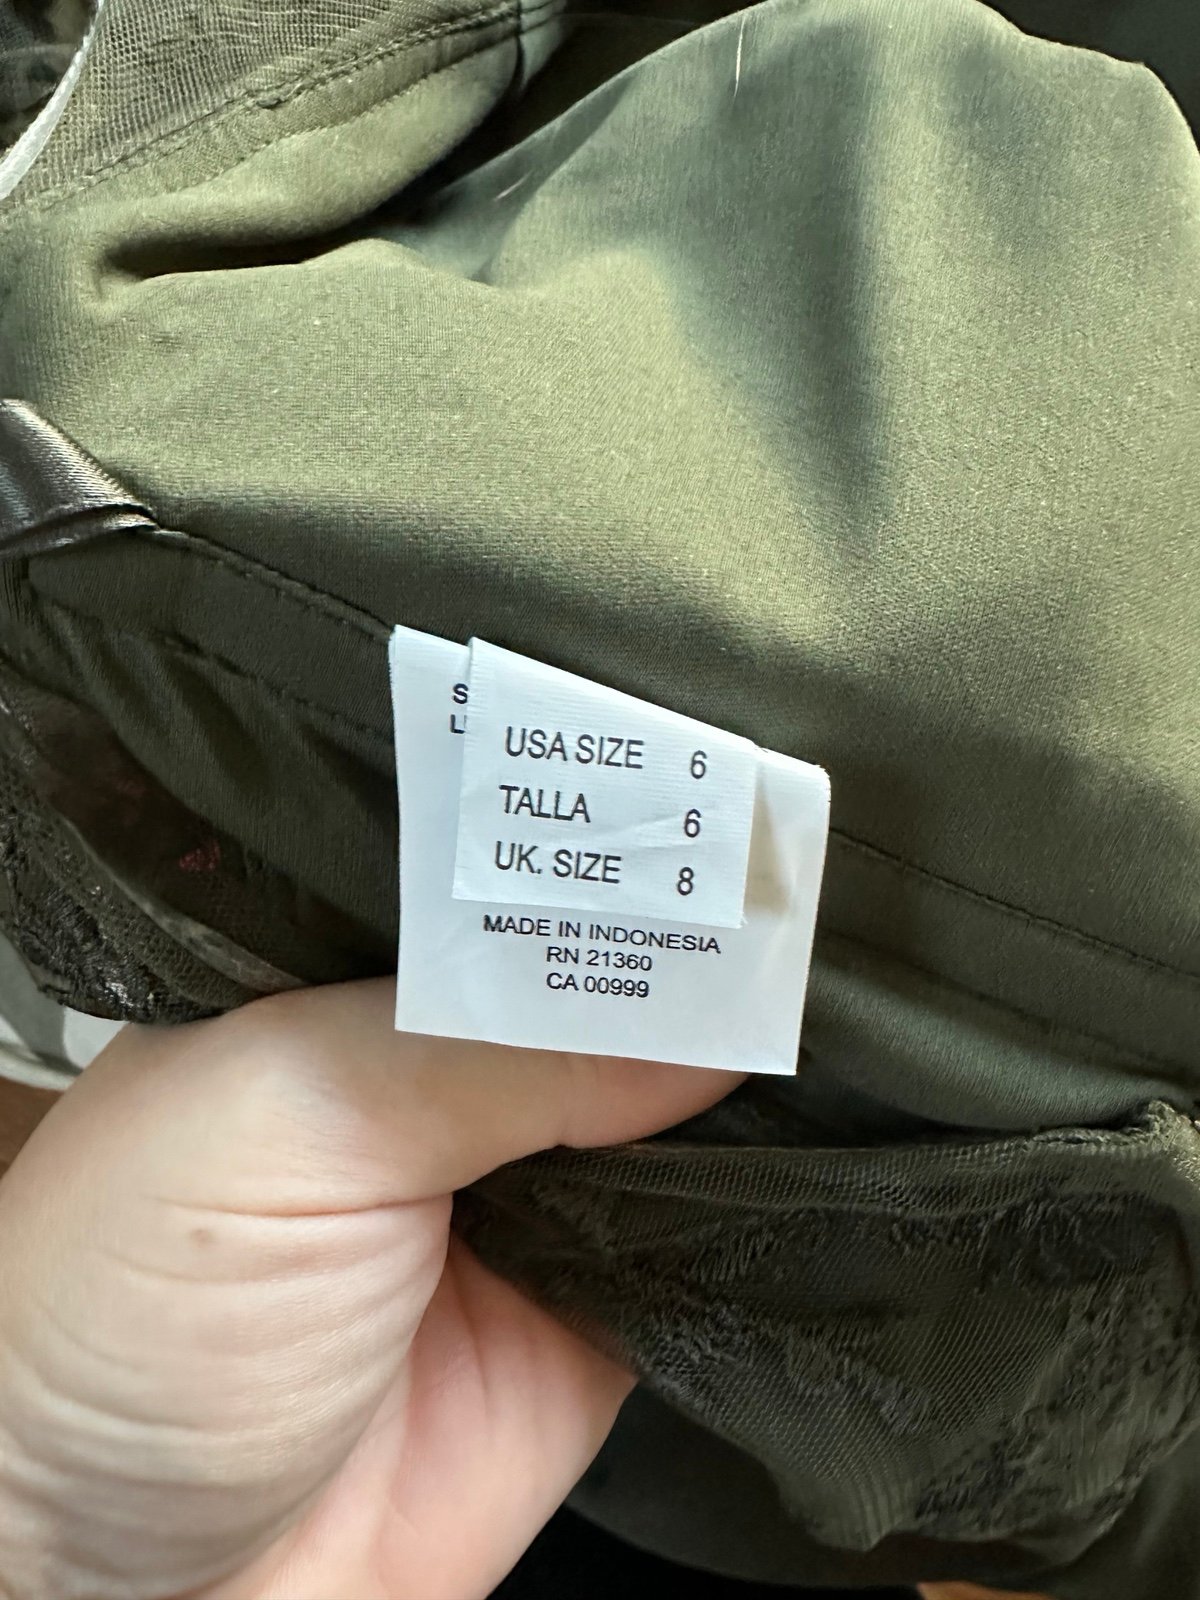 USA SIZE 6
TALLA 6
UK. SIZE 8
MADE IN INDONESIA
RN 21360
CA 00999